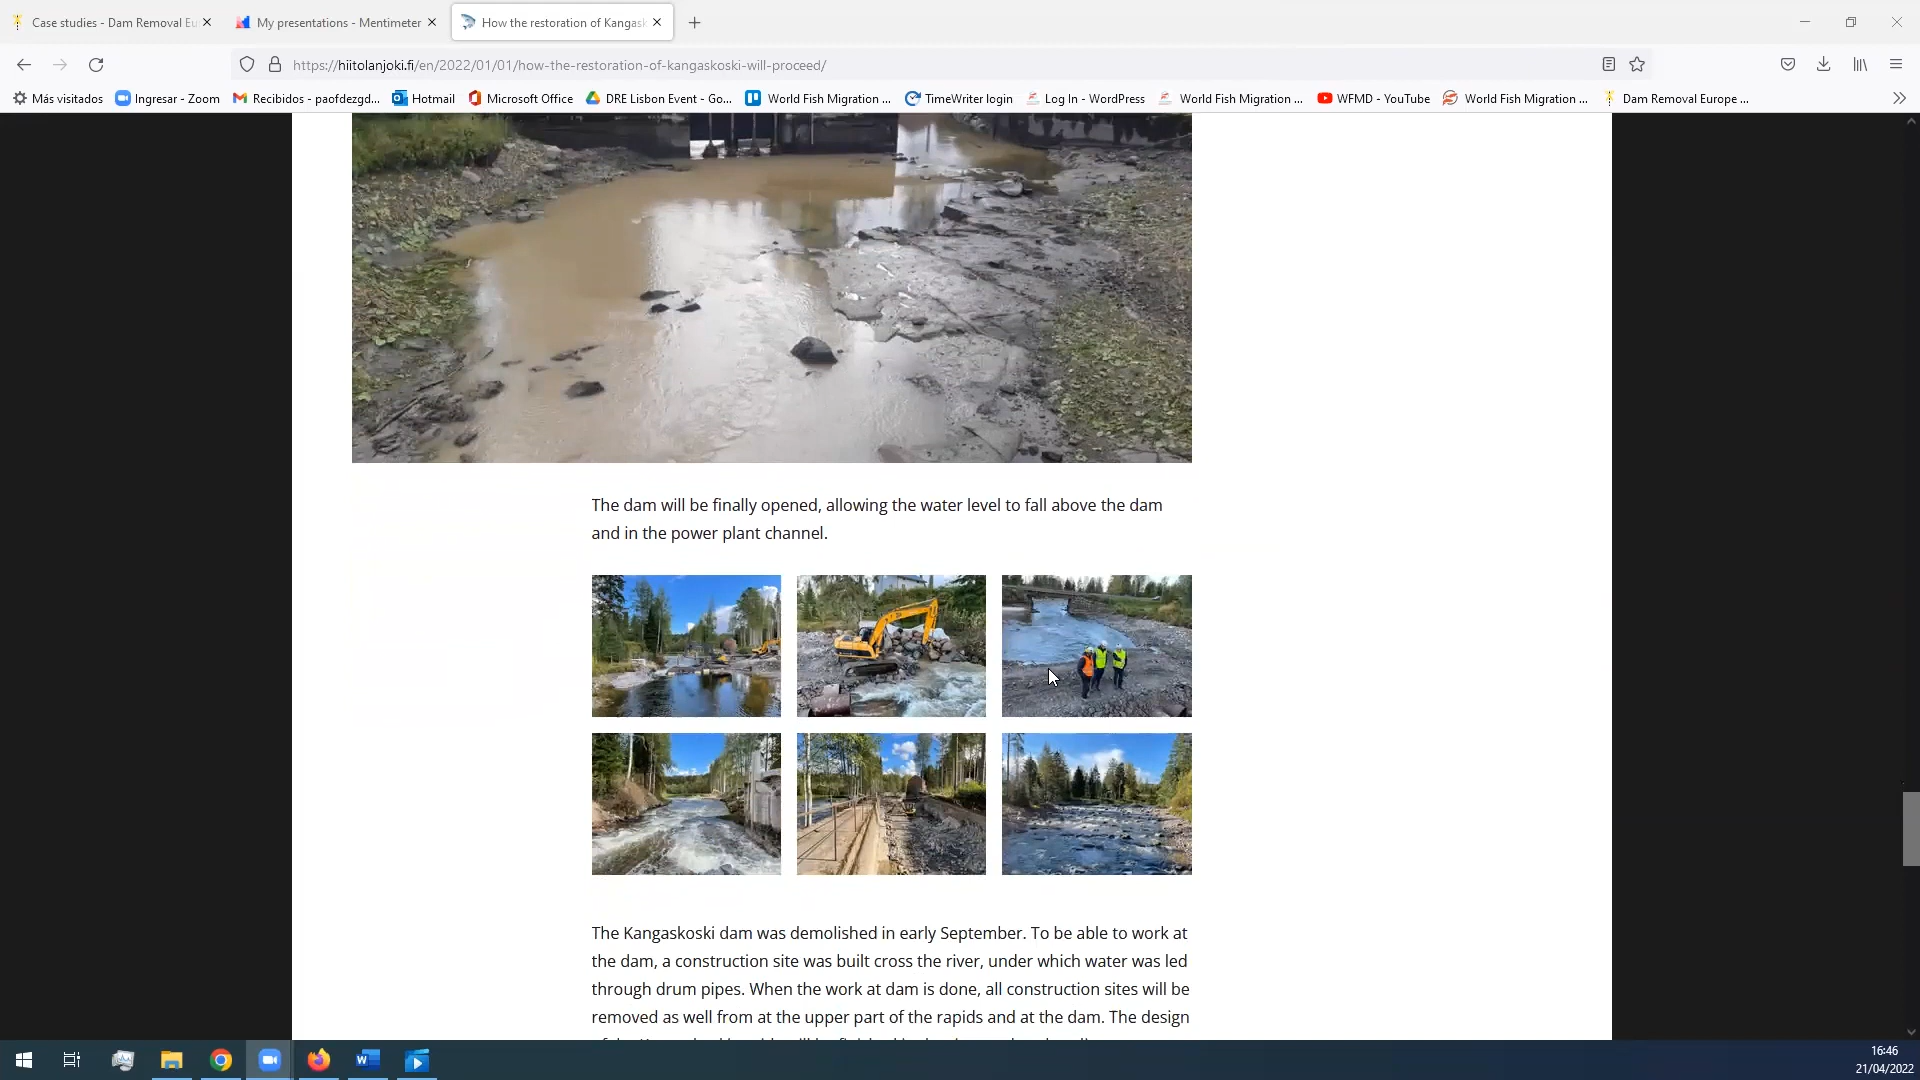 Case studies - Dam Removal Eu
My presentations - Mentimeter
How the restoration of Kangask
https://hiitolanjoki.fi/en/2022/01/01/how-the-restoration-of-kangaskoski-will-proceed/
Más visitados
Ingresar - Zoom
Recibidos - paofdezgd...
Hotmail
Microsoft Office
DRE Lisbon Event - Go...
World Fish Migration ...
TimeWriter login
Log In - WordPress
World Fish Migration ...
WFMD - YouTube
World Fish Migration ...
Dam Removal Europe ...
The dam will be finally opened, allowing the water level to fall above the dam
and in the power plant channel.
The Kangaskoski dam was demolished in early September. To be able to work at
the dam, a construction site was built cross the river, under which water was led
through drum pipes. When the work at dam is done, all construction sites will be
removed as well from at the upper part of the rapids and at the dam. The design
16:46
21/04/2022